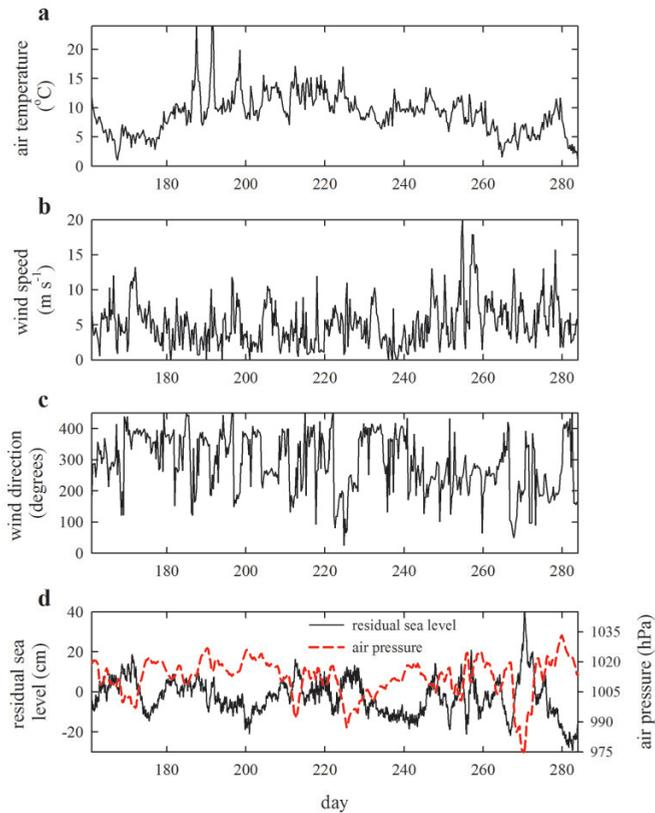 a
20
15
10
5
0
air temperature
(°C)
180 200 220 240 260 280
b
20
15
10
5
0
wind speed
(m s⁻¹)
180 200 220 240 260 280
c
400
300
200
100
0
wind direction
(degrees)
180 200 220 240 260 280
d
40
20
0
-20
residual sea
level (cm)
residual sea level
air pressure
1035
1020
1005
990
975
air pressure (hPa)
180 200 220 240 260 280
day